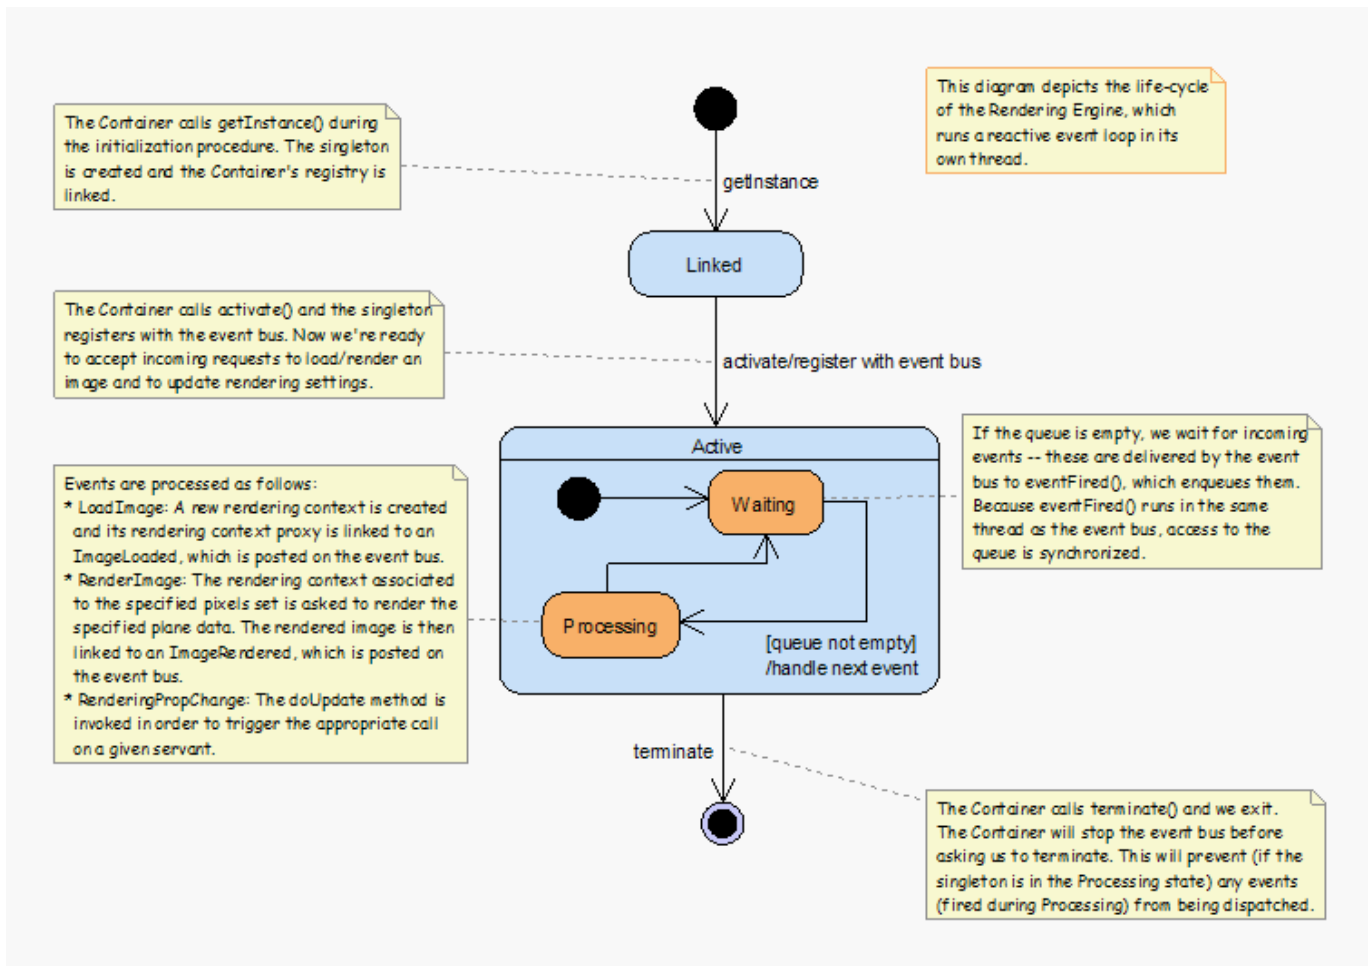 The Container calls getInstance() during
the initialization procedure. The singleton
is created and the Container's registry is
linked.
This diagram depicts the life-cycle
of the Rendering Engine, which
runs a reactive event loop in its
own thread.
getInstance
Linked
The Container calls activate() and the singleton
registers with the event bus. Now we're ready
to accept incoming requests to load/render an
image and to update rendering settings.
activate/register with event bus
Active
Waiting
Processing
[queue not empty]
/handle next event
If the queue is empty, we wait for incoming
events -- these are delivered by the event
bus to eventFired(), which enqueues them.
Because eventFired() runs in the same
thread as the event bus, access to the
queue is synchronized.
Events are processed as follows:
* LoadImage: A new rendering context is created
and its rendering context proxy is linked to an
ImageLoaded, which is posted on the event bus.
* RenderImage: The rendering context associated
to the specified pixels set is asked to render the
specified plane data. The rendered image is then
linked to an ImageRendered, which is posted on
the event bus.
* RenderingPropChange: The doUpdate method is
invoked in order to trigger the appropriate call
on a given servant.
terminate
The Container calls terminate() and we exit.
The Container will stop the event bus before
asking us to terminate. This will prevent (if the
singleton is in the Processing state) any events
(fired during Processing) from being dispatched.